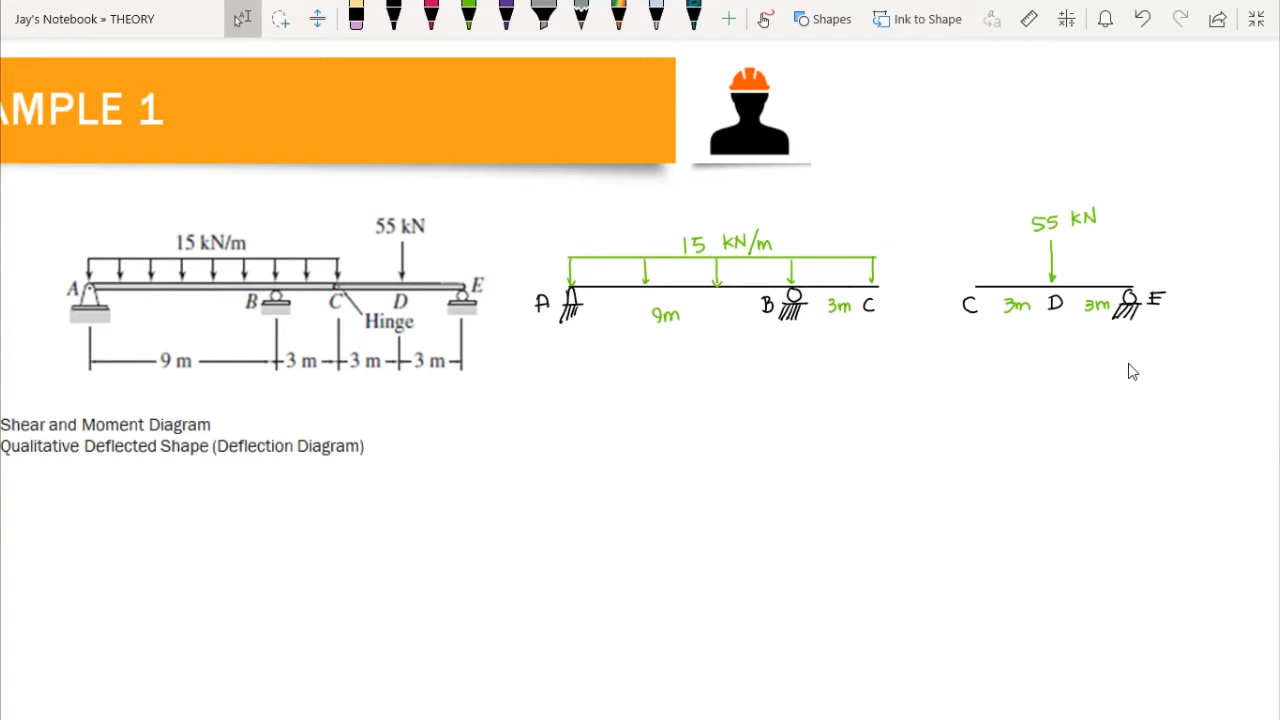 Jay's Notebook » THEORY
Shapes
Ink to Shape
AMPLE 1
55 kN
15 kN/m
A
B
C
D
E
Hinge
9 m
3 m
3 m
3 m
Shear and Moment Diagram
Qualitative Deflected Shape (Deflection Diagram)
15 kN/m
A
9m
B
3m
C
55 kN
C
3m
D
3m
E